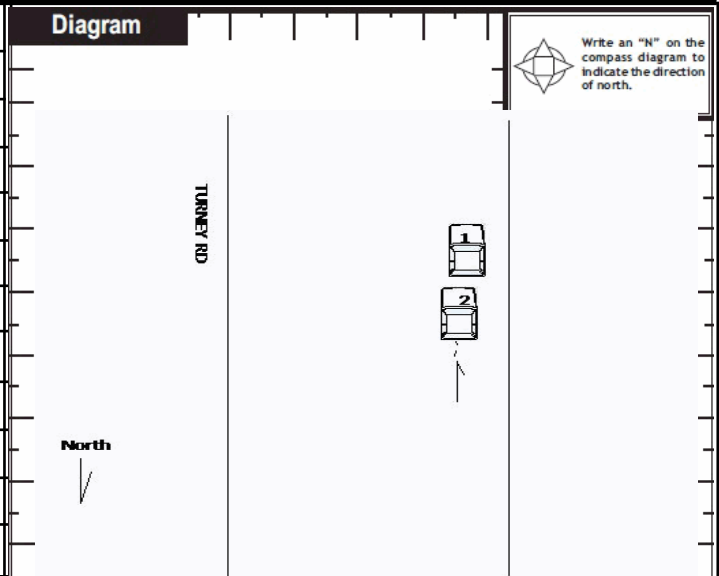 Diagram
Write an “N” on the
compass diagram to
indicate the direction
of north.
TURNEY RD
1
2
North